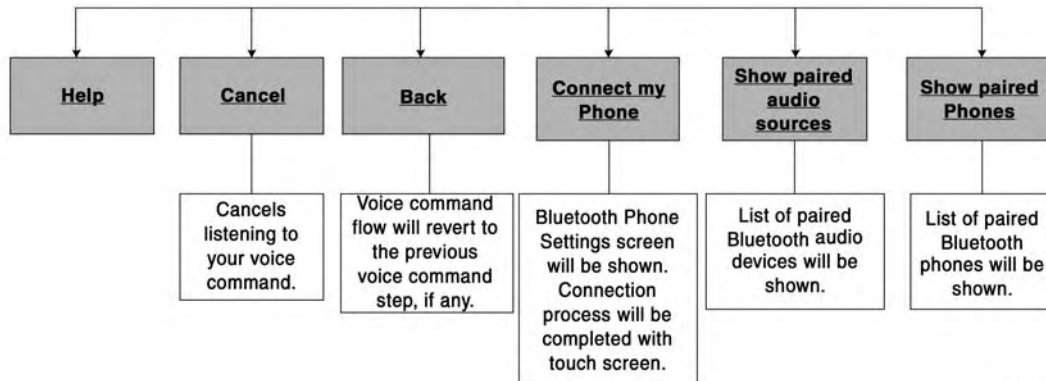 Help
Cancel
Back
Connect my
Phone
Show paired
audio
sources
Show paired
Phones
Cancels
listening to
your voice
command.
Voice command
flow will revert to
the previous
voice command
step, if any.
Bluetooth Phone
Settings screen
will be shown.
Connection
process will be
completed with
touch screen.
List of paired
Bluetooth audio
devices will be
shown.
List of paired
Bluetooth
phones will be
shown.